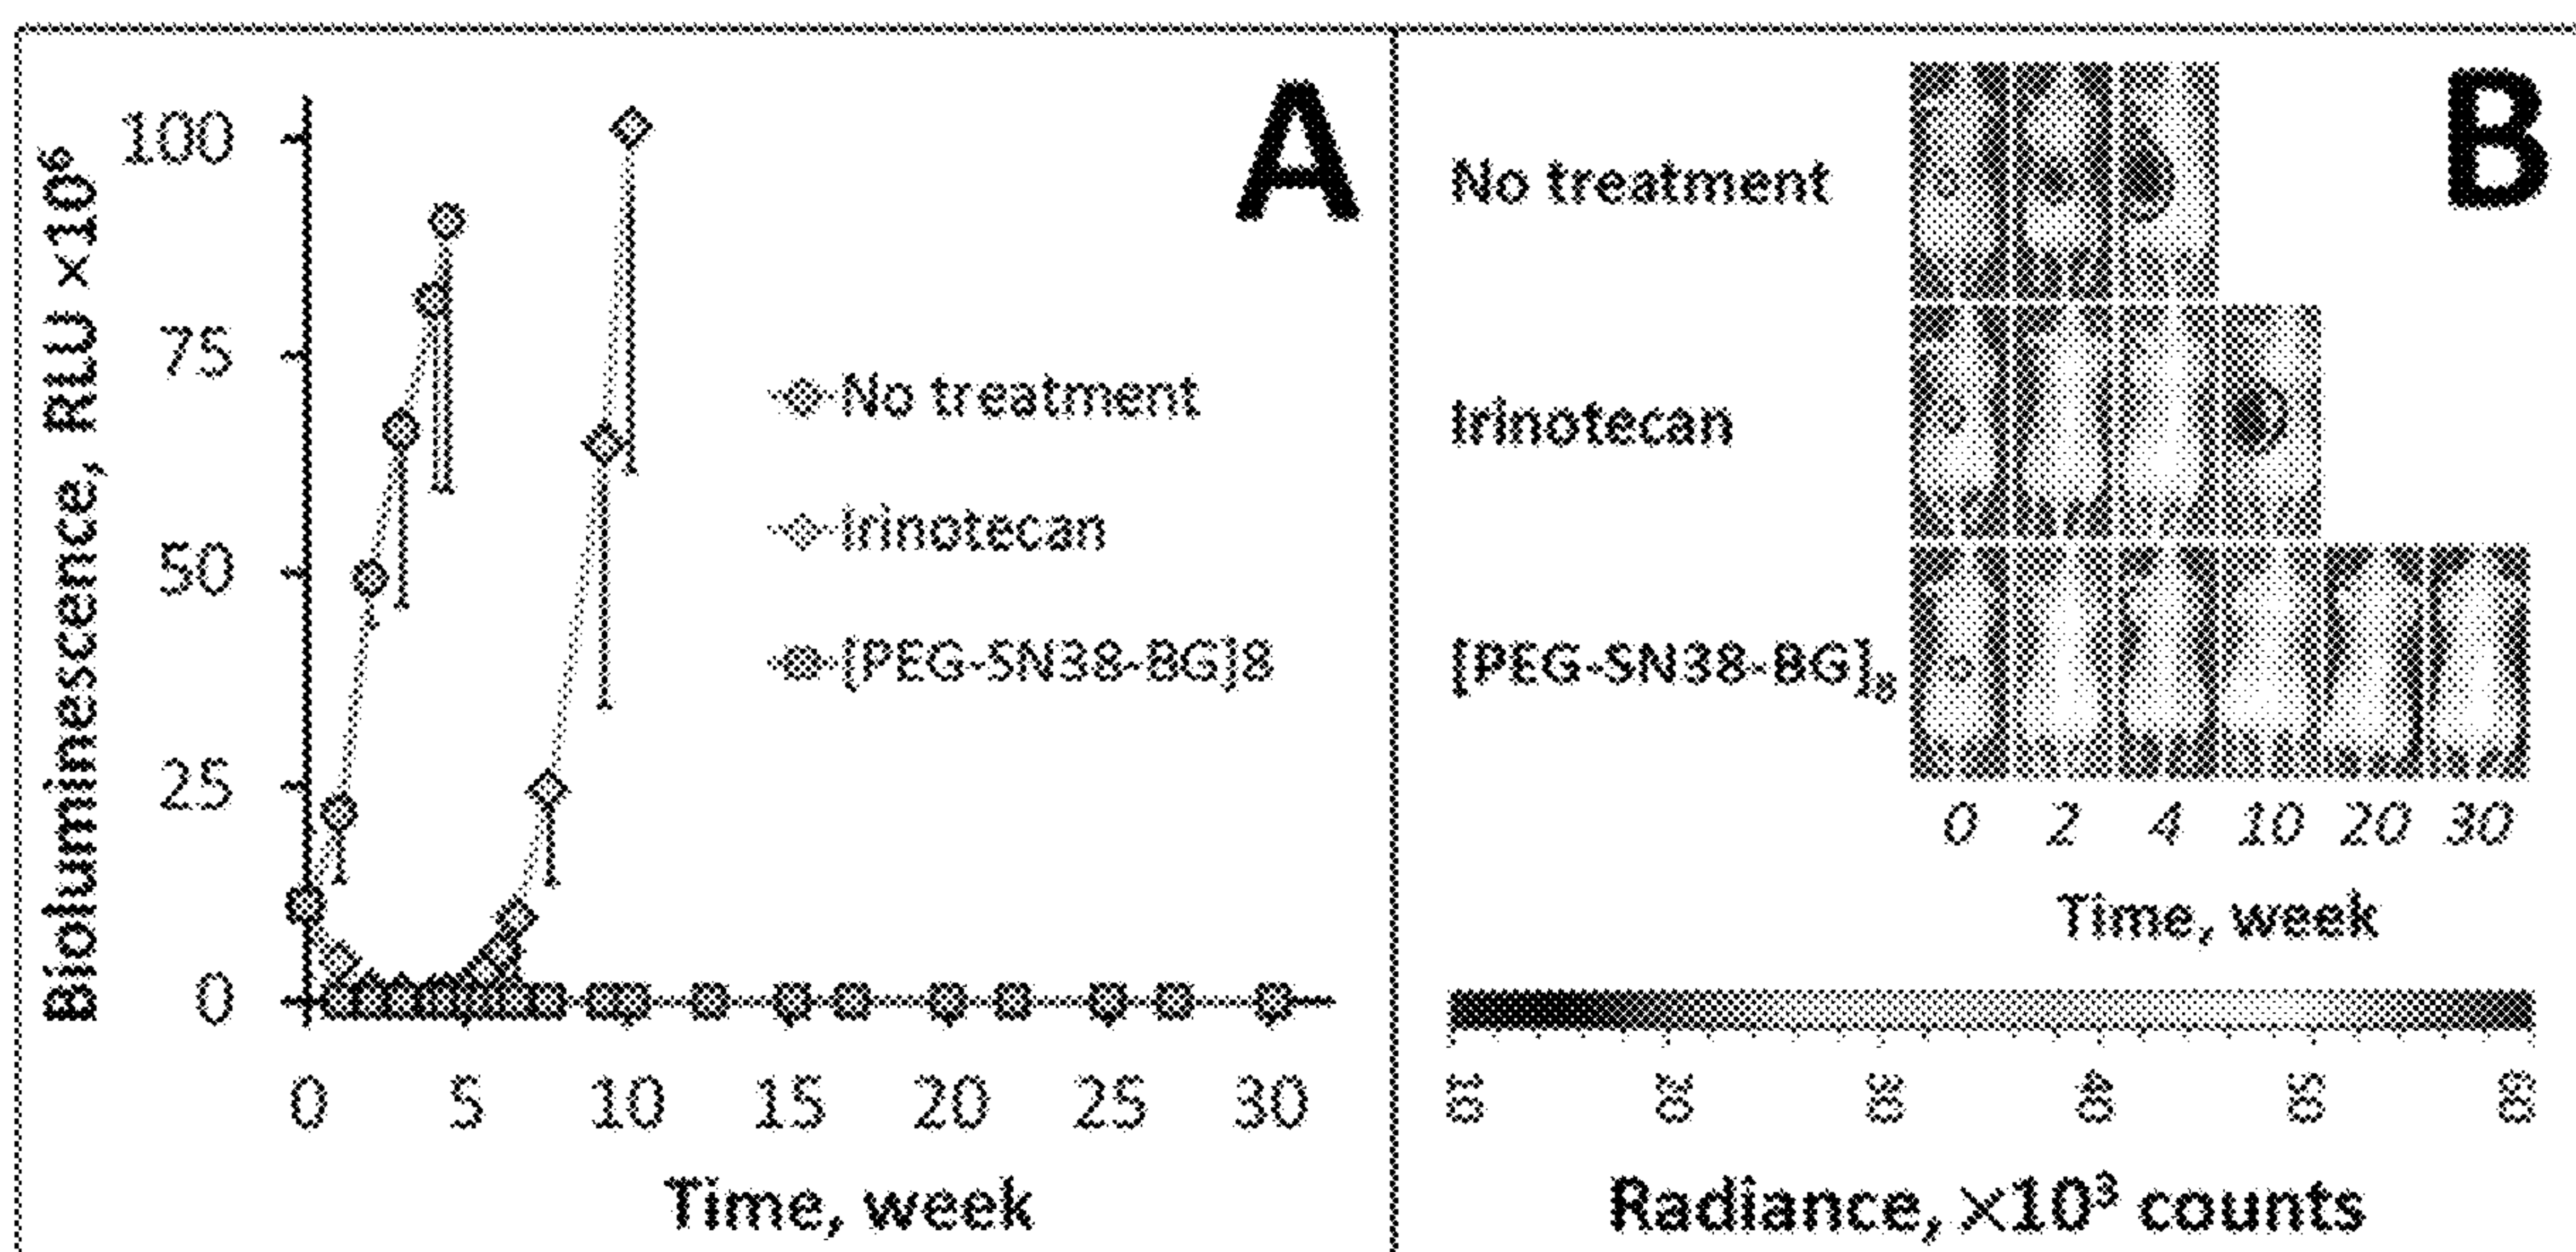 A
Bioluminescence, RLU ×10⁶
100
75
50
25
0
No treatment
Irinotecan
[PEG-SN38-BG]8
0 5 10 15 20 25 30
Time, week
B
No treatment
Irinotecan
[PEG-SN38-BG]₈
0 2 4 10 20 30
Time, week
Radiance, ×10³ counts